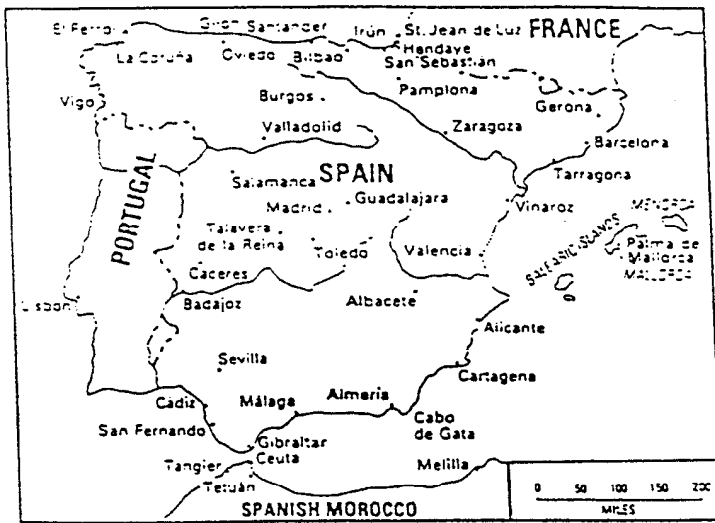 El Ferrol
Gijón
Santander
Irún
St. Jean de Luz
FRANCE
Hendaye
La Coruña
Oviedo
Bilbao
San Sebastián
Vigo
Burgos
Pamplona
Gerona
Valladolid
Zaragoza
Barcelona
PORTUGAL
Salamanca
SPAIN
Tarragona
Guadalajara
Madrid
Vinaroz
MENORCA
Talavera
de la Reina
Toledo
Valencia
BALEARIC ISLANDS
Palma de
Mallorca
MALLORCA
Cáceres
Lisbon
Badajoz
Albacete
Alicante
Sevilla
Cartagena
Cádiz
Málaga
Almeria
Cabo
de Gata
San Fernando
Gibraltar
Ceuta
Tangier
Melilla
Tetuán
SPANISH MOROCCO
0 50 100 150 200
MILES